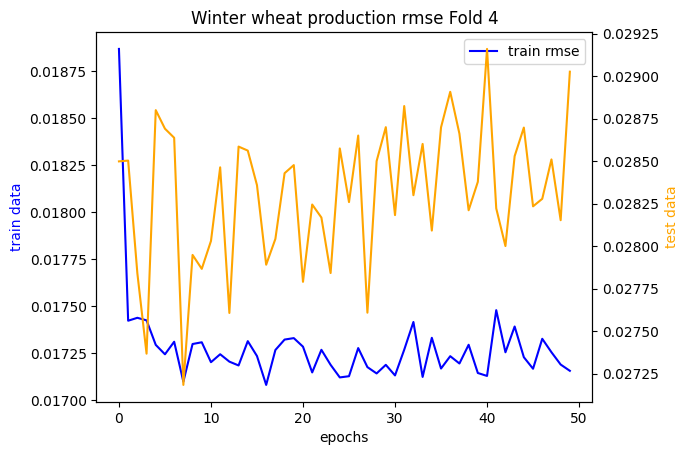 Winter wheat production rmse Fold 4
train rmse
train data
0.01875
0.01850
0.01825
0.01800
0.01775
0.01750
0.01725
0.01700
0.02925
0.02900
0.02875
0.02850
0.02825
0.02800
0.02775
0.02750
0.02725
test data
0 10 20 30 40 50
epochs